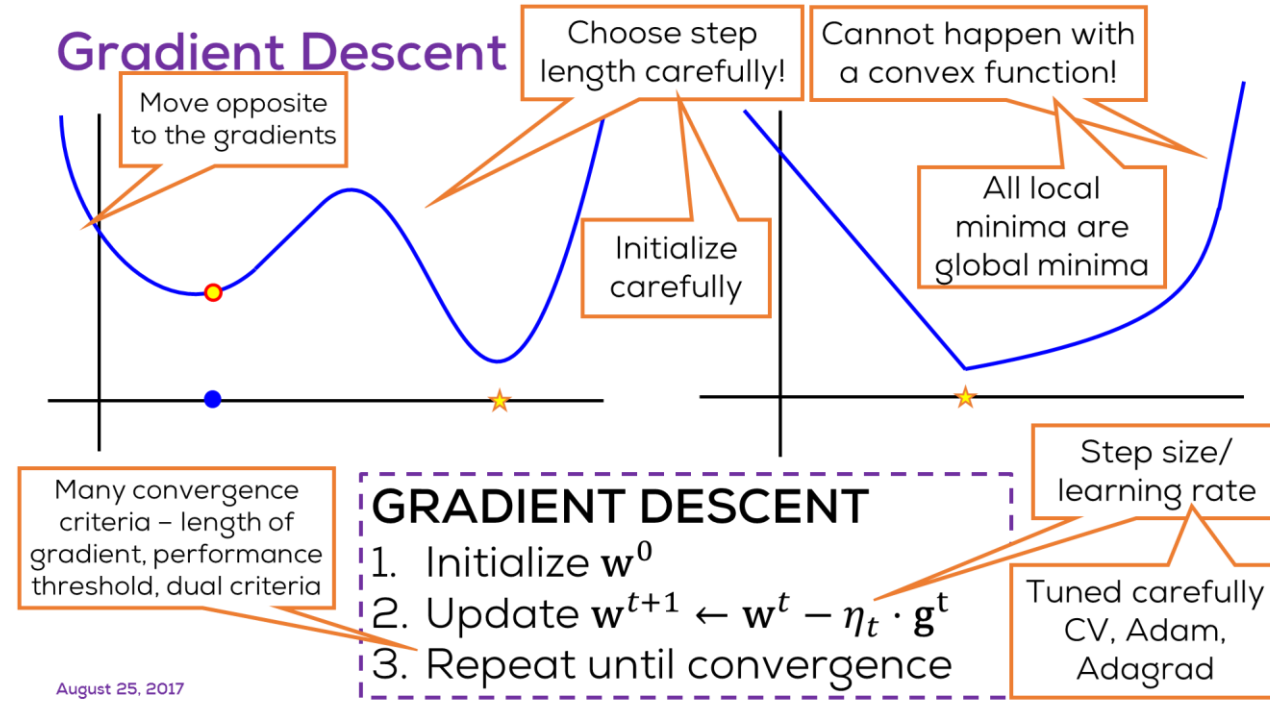 Gradient Descent
Move opposite
to the gradients
Choose step
length carefully!
Initialize
carefully
Cannot happen with
a convex function!
All local
minima are
global minima
Many convergence
criteria – length of
gradient, performance
threshold, dual criteria
GRADIENT DESCENT
1. Initialize w⁰
2. Update wᵗ⁺¹ ← wᵗ − ηₜ · gᵗ
3. Repeat until convergence
Step size/
learning rate
Tuned carefully
CV, Adam,
Adagrad
August 25, 2017